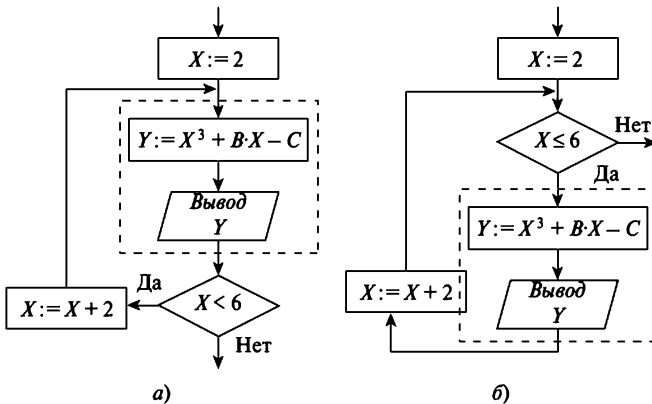 X := 2
Y := X³ + B·X – C
Вывод
Y
Да
X := X + 2
X < 6
Нет
а)
X := 2
X ≤ 6
Нет
Да
Y := X³ + B·X – C
X := X + 2
Вывод
Y
б)